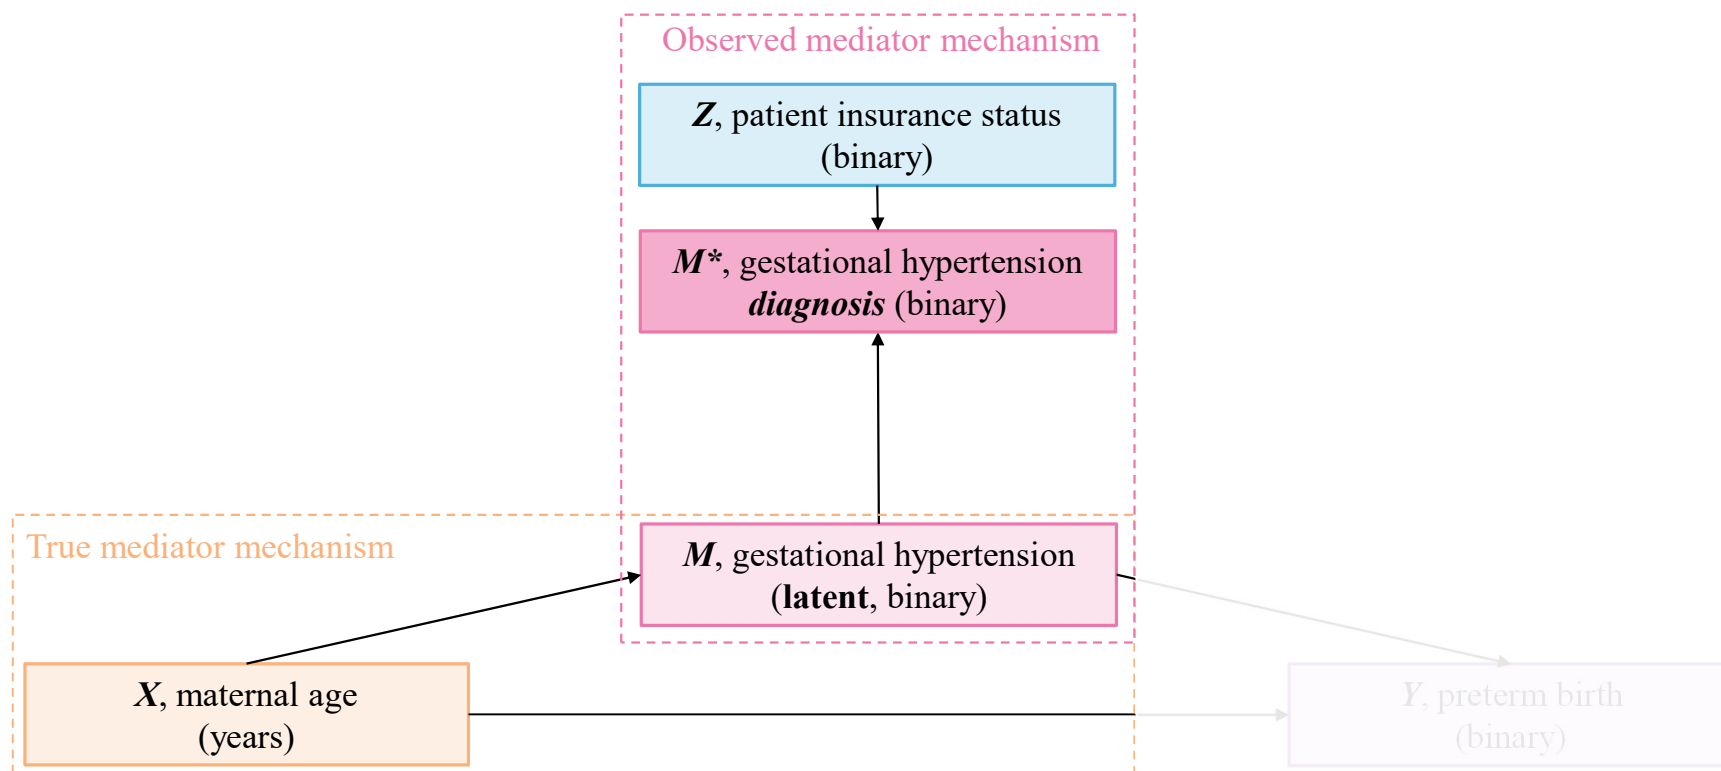 Observed mediator mechanism
Z, patient insurance status
(binary)
M*, gestational hypertension
diagnosis (binary)
True mediator mechanism
M, gestational hypertension
(latent, binary)
X, maternal age
(years)
Y, preterm birth
(binary)